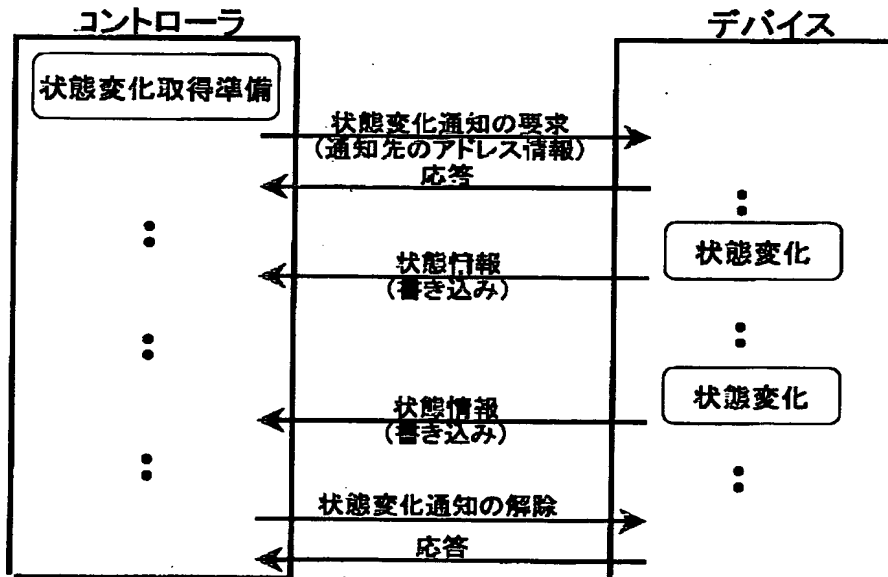 コントローラ
デバイス
状態変化取得準備
状態変化通知の要求
(通知先のアドレス情報)
応答
状態変化
状態情報
(書き込み)
状態変化
状態情報
(書き込み)
状態変化通知の解除
応答